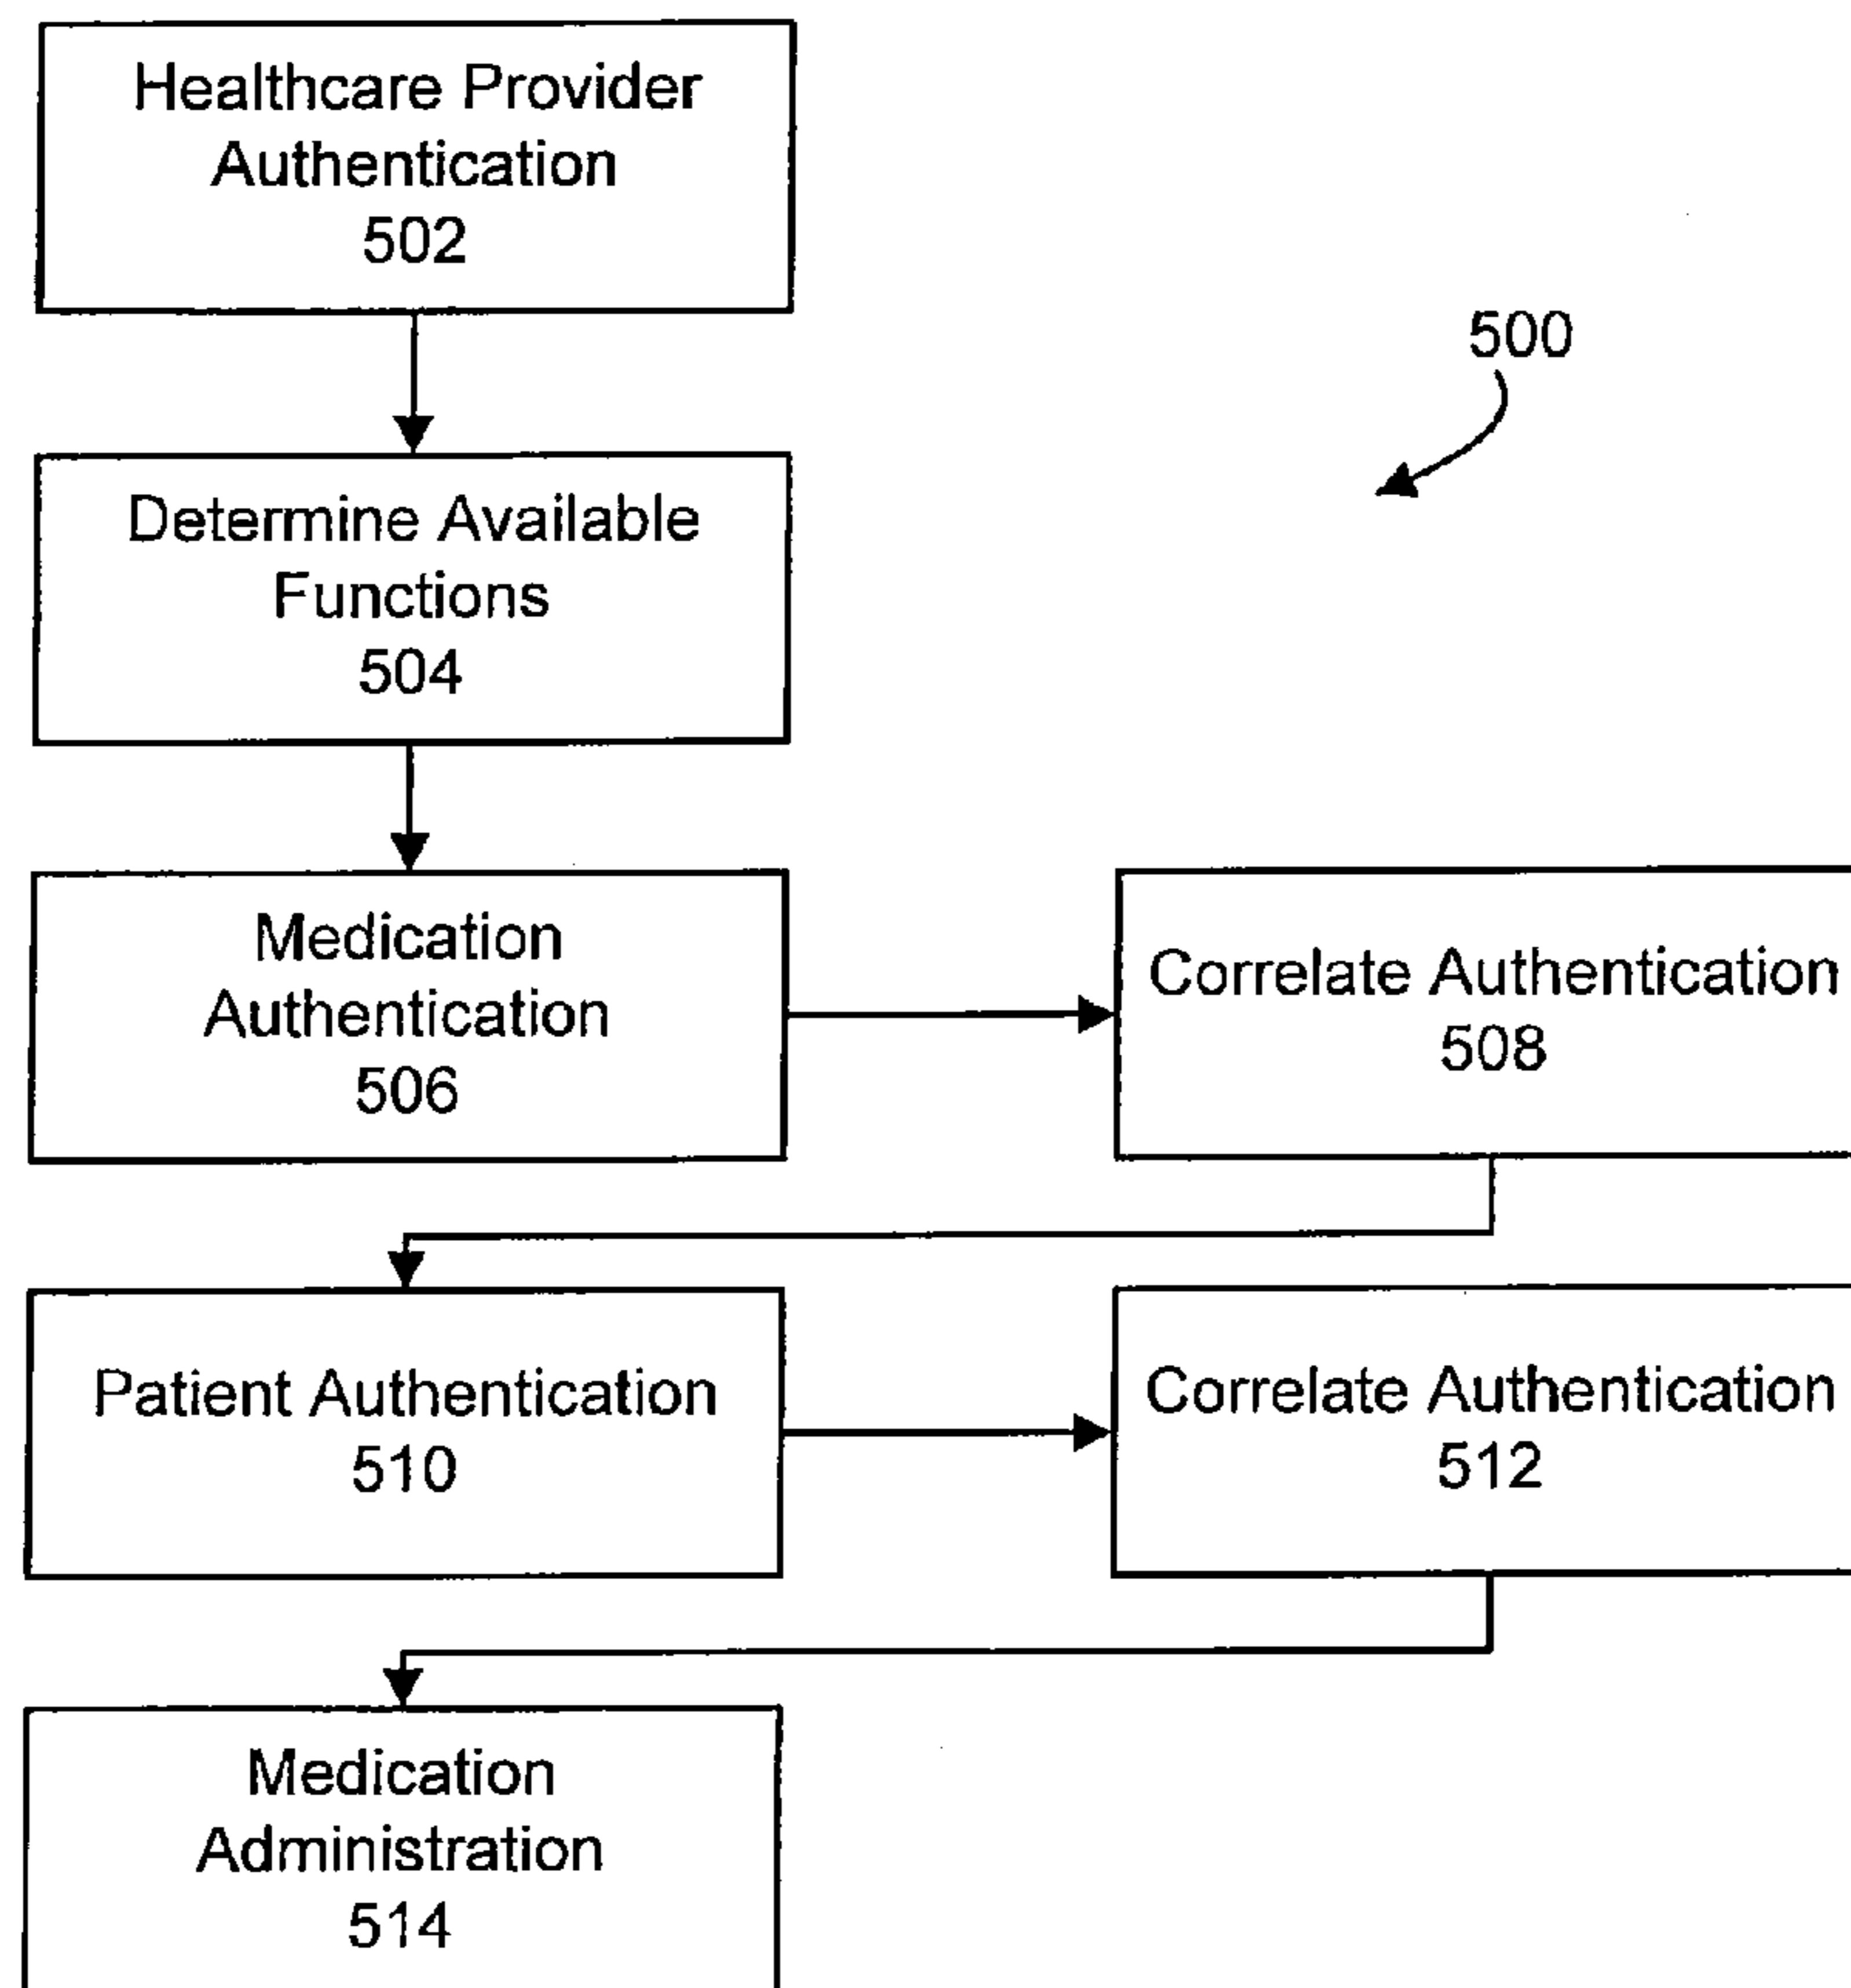 Healthcare Provider
Authentication
502
500
Determine Available
Functions
504
Medication
Authentication
506
Correlate Authentication
508
Patient Authentication
510
Correlate Authentication
512
Medication
Administration
514